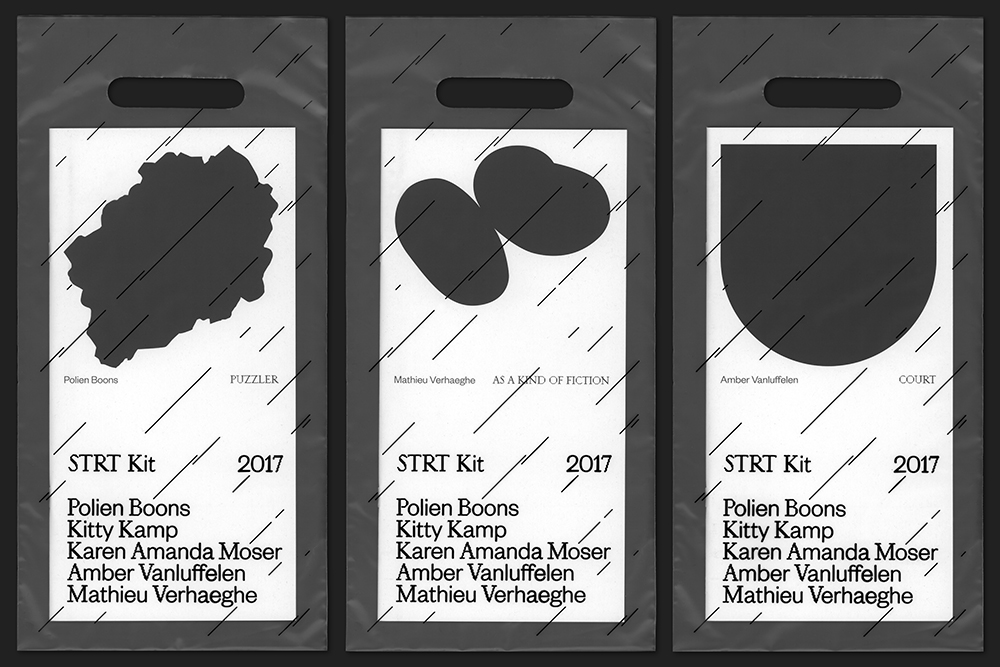 Polien Boons PUZZLER
STRT Kit 2017
Polien Boons
Kitty Kamp
Karen Amanda Moser
Amber Vanluffelen
Mathieu Verhaeghe
Mathieu Verhaeghe AS A KIND OF FICTION
STRT Kit 2017
Polien Boons
Kitty Kamp
Karen Amanda Moser
Amber Vanluffelen
Mathieu Verhaeghe
Amber Vanluffelen COURT
STRT Kit 2017
Polien Boons
Kitty Kamp
Karen Amanda Moser
Amber Vanluffelen
Mathieu Verhaeghe